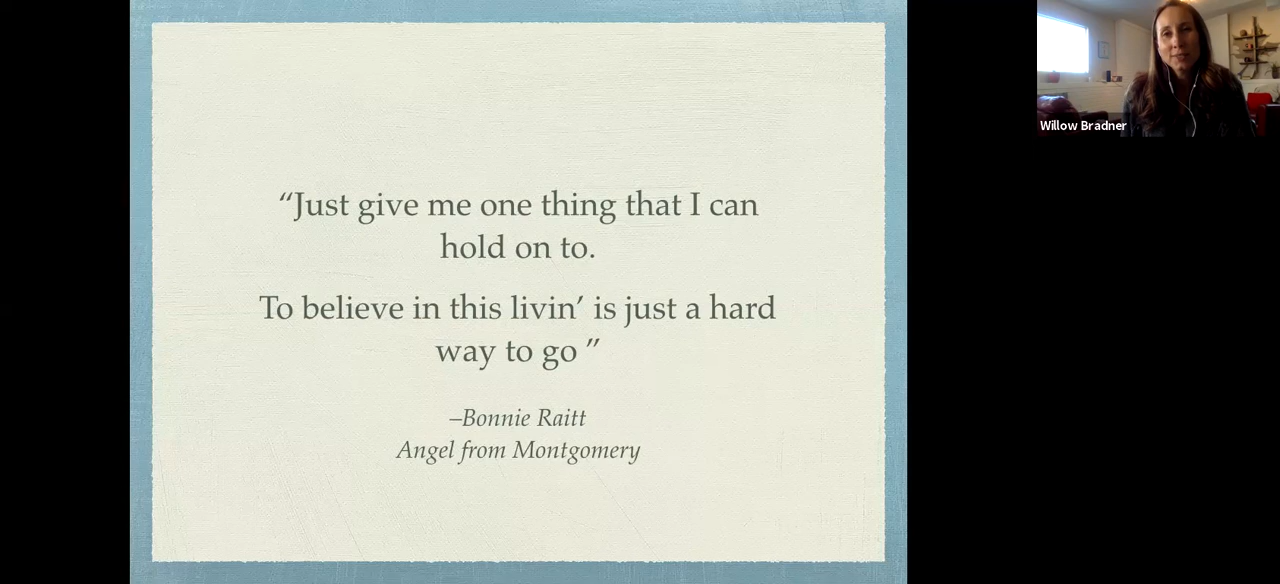 “Just give me one thing that I can
hold on to.
To believe in this livin’ is just a hard
way to go ”
–Bonnie Raitt
Angel from Montgomery
Willow Bradner